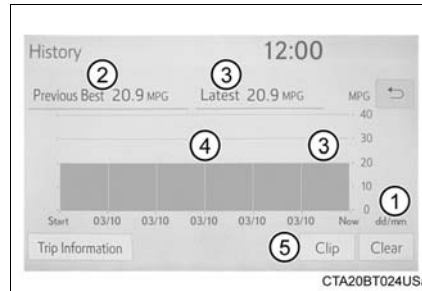 History 12:00
② ③
Previous Best 20.9 MPG Latest 20.9 MPG MPG
40
④ ③ 30
20
10 ①
0
Start 03/10 03/10 03/10 03/10 03/10 Now dd/mm
Trip Information ⑤ Clip Clear
CTA20BT024US